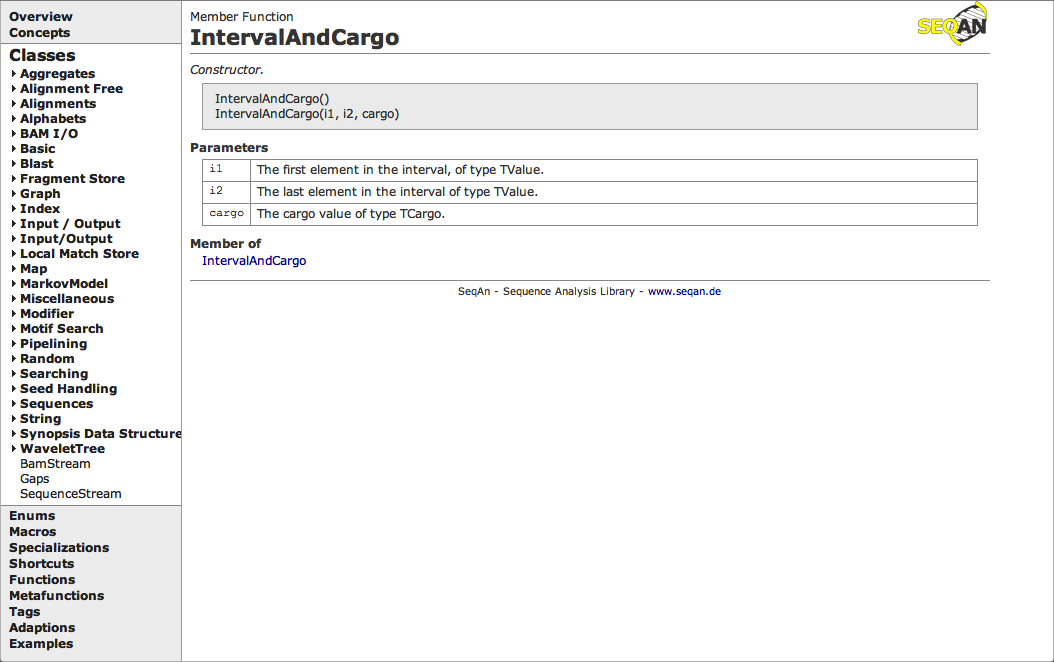 Overview
Concepts
Classes
Aggregates
Alignment Free
Alignments
Alphabets
BAM I/O
Basic
Blast
Fragment Store
Graph
Index
Input / Output
Input/Output
Local Match Store
Map
MarkovModel
Miscellaneous
Modifier
Motif Search
Pipelining
Random
Searching
Seed Handling
Sequences
String
Synopsis Data Structure
WaveletTree
BamStream
Gaps
SequenceStream
Enums
Macros
Specializations
Shortcuts
Functions
Metafunctions
Tags
Adaptions
Examples
Member Function
IntervalAndCargo
SEQAN
Constructor.
IntervalAndCargo()
IntervalAndCargo(i1, i2, cargo)
Parameters
i1 The first element in the interval, of type TValue.
i2 The last element in the interval of type TValue.
cargo The cargo value of type TCargo.
Member of
IntervalAndCargo
SeqAn - Sequence Analysis Library - www.seqan.de